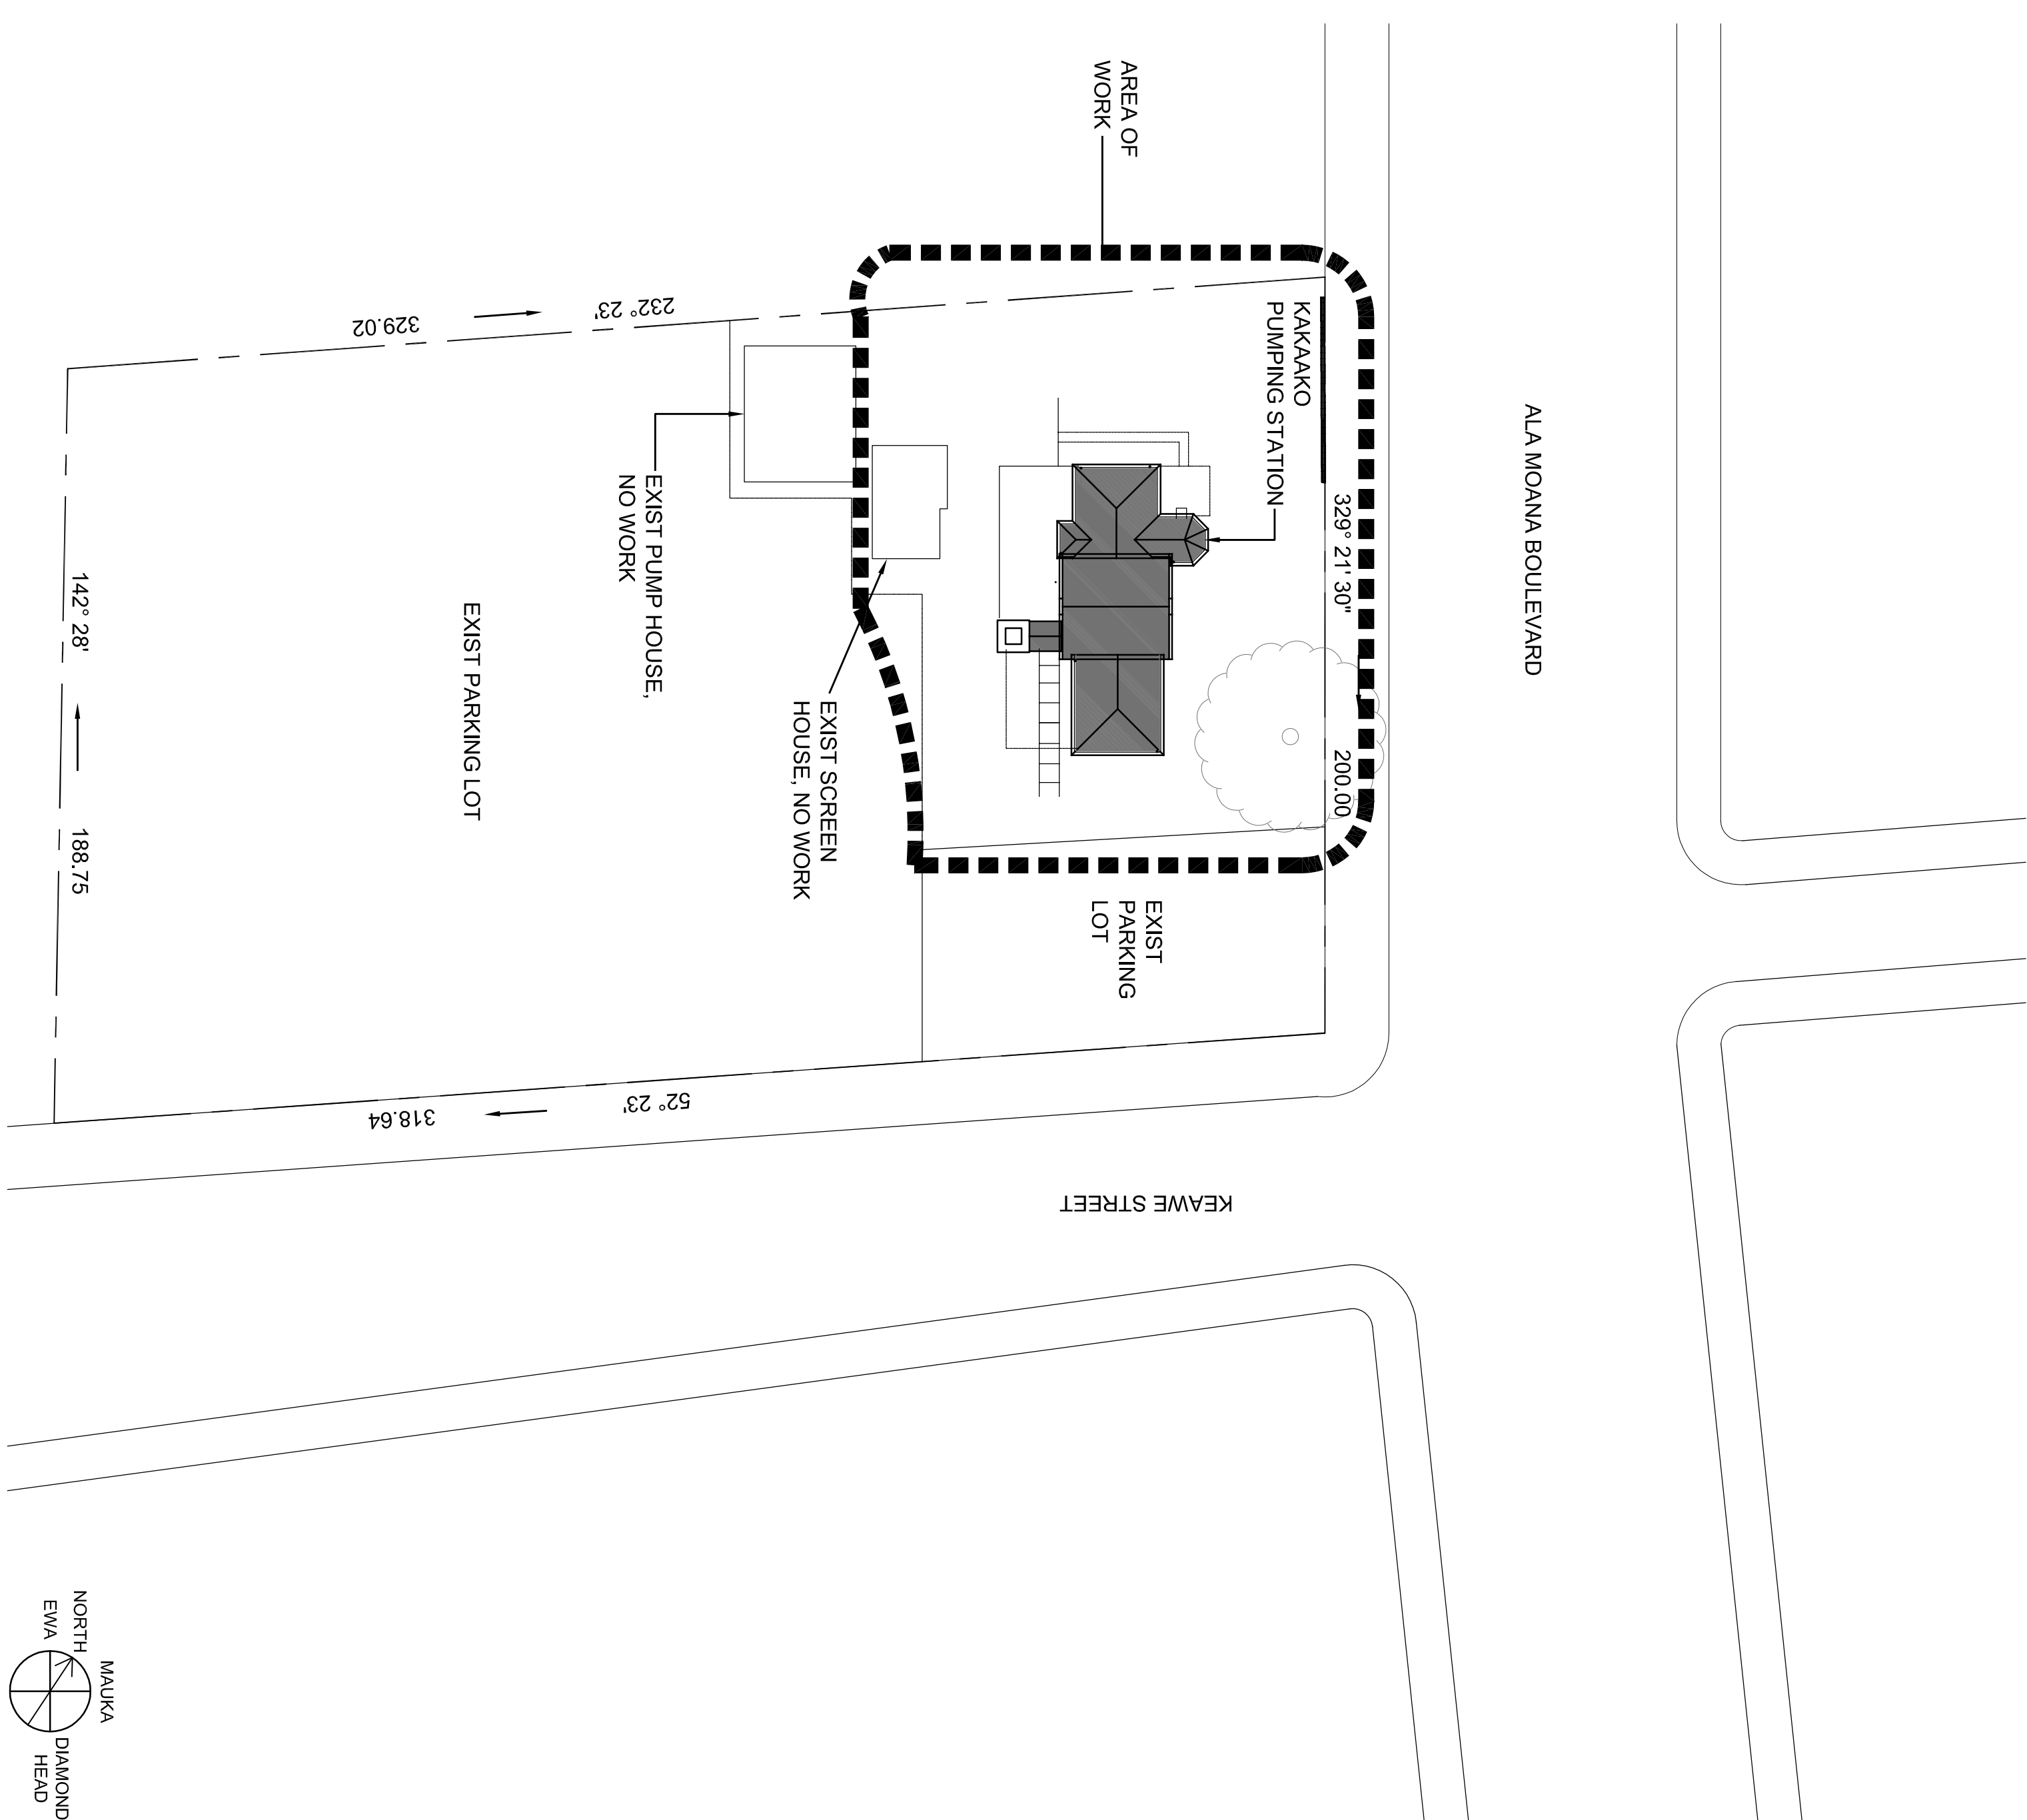 ALA MOANA BOULEVARD
AREA OF
WORK
KAKAAKO
PUMPING STATION
329° 21' 30"
200.00
232° 23'
329.02
EXIST PUMP HOUSE,
NO WORK
EXIST SCREEN
HOUSE, NO WORK
EXIST PARKING LOT
EXIST
PARKING
LOT
142° 28'
188.75
52° 23'
318.64
KEAWE STREET
MAUKA
NORTH
EWA
DIAMOND
HEAD